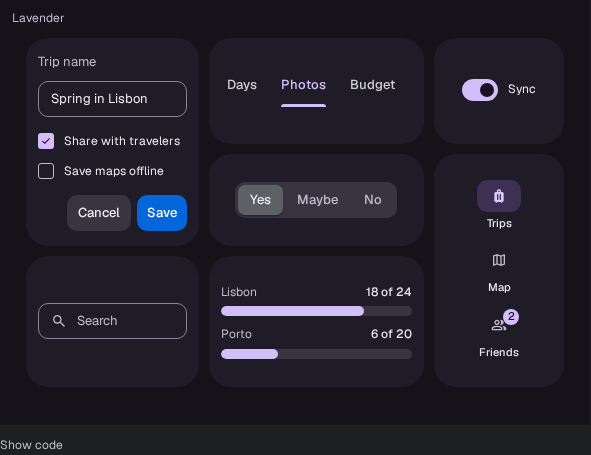 Lavender
Trip name
Spring in Lisbon
Share with travelers
Save maps offline
Cancel
Save
Days
Photos
Budget
Sync
Yes
Maybe
No
Trips
Map
2
Friends
Search
Lisbon
18 of 24
Porto
6 of 20
Show code